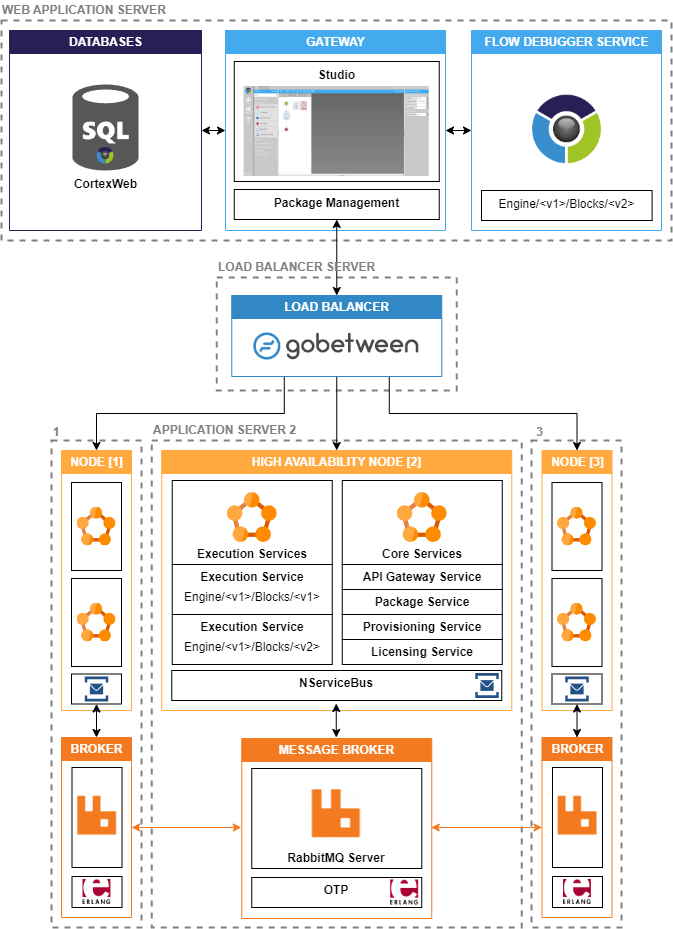 WEB APPLICATION SERVER
DATABASES
SQL
CortexWeb
GATEWAY
Studio
Package Management
FLOW DEBUGGER SERVICE
Engine/<v1>/Blocks/<v2>
LOAD BALANCER SERVER
LOAD BALANCER
gobetween
1
NODE [1]
BROKER
ERLANG
APPLICATION SERVER 2
HIGH AVAILABILITY NODE [2]
Execution Services
Execution Service
Engine/<v1>/Blocks/<v1>
Execution Service
Engine/<v1>/Blocks/<v2>
Core Services
API Gateway Service
Package Service
Provisioning Service
Licensing Service
NServiceBus
MESSAGE BROKER
RabbitMQ Server
OTP
ERLANG
3
NODE [3]
BROKER
ERLANG